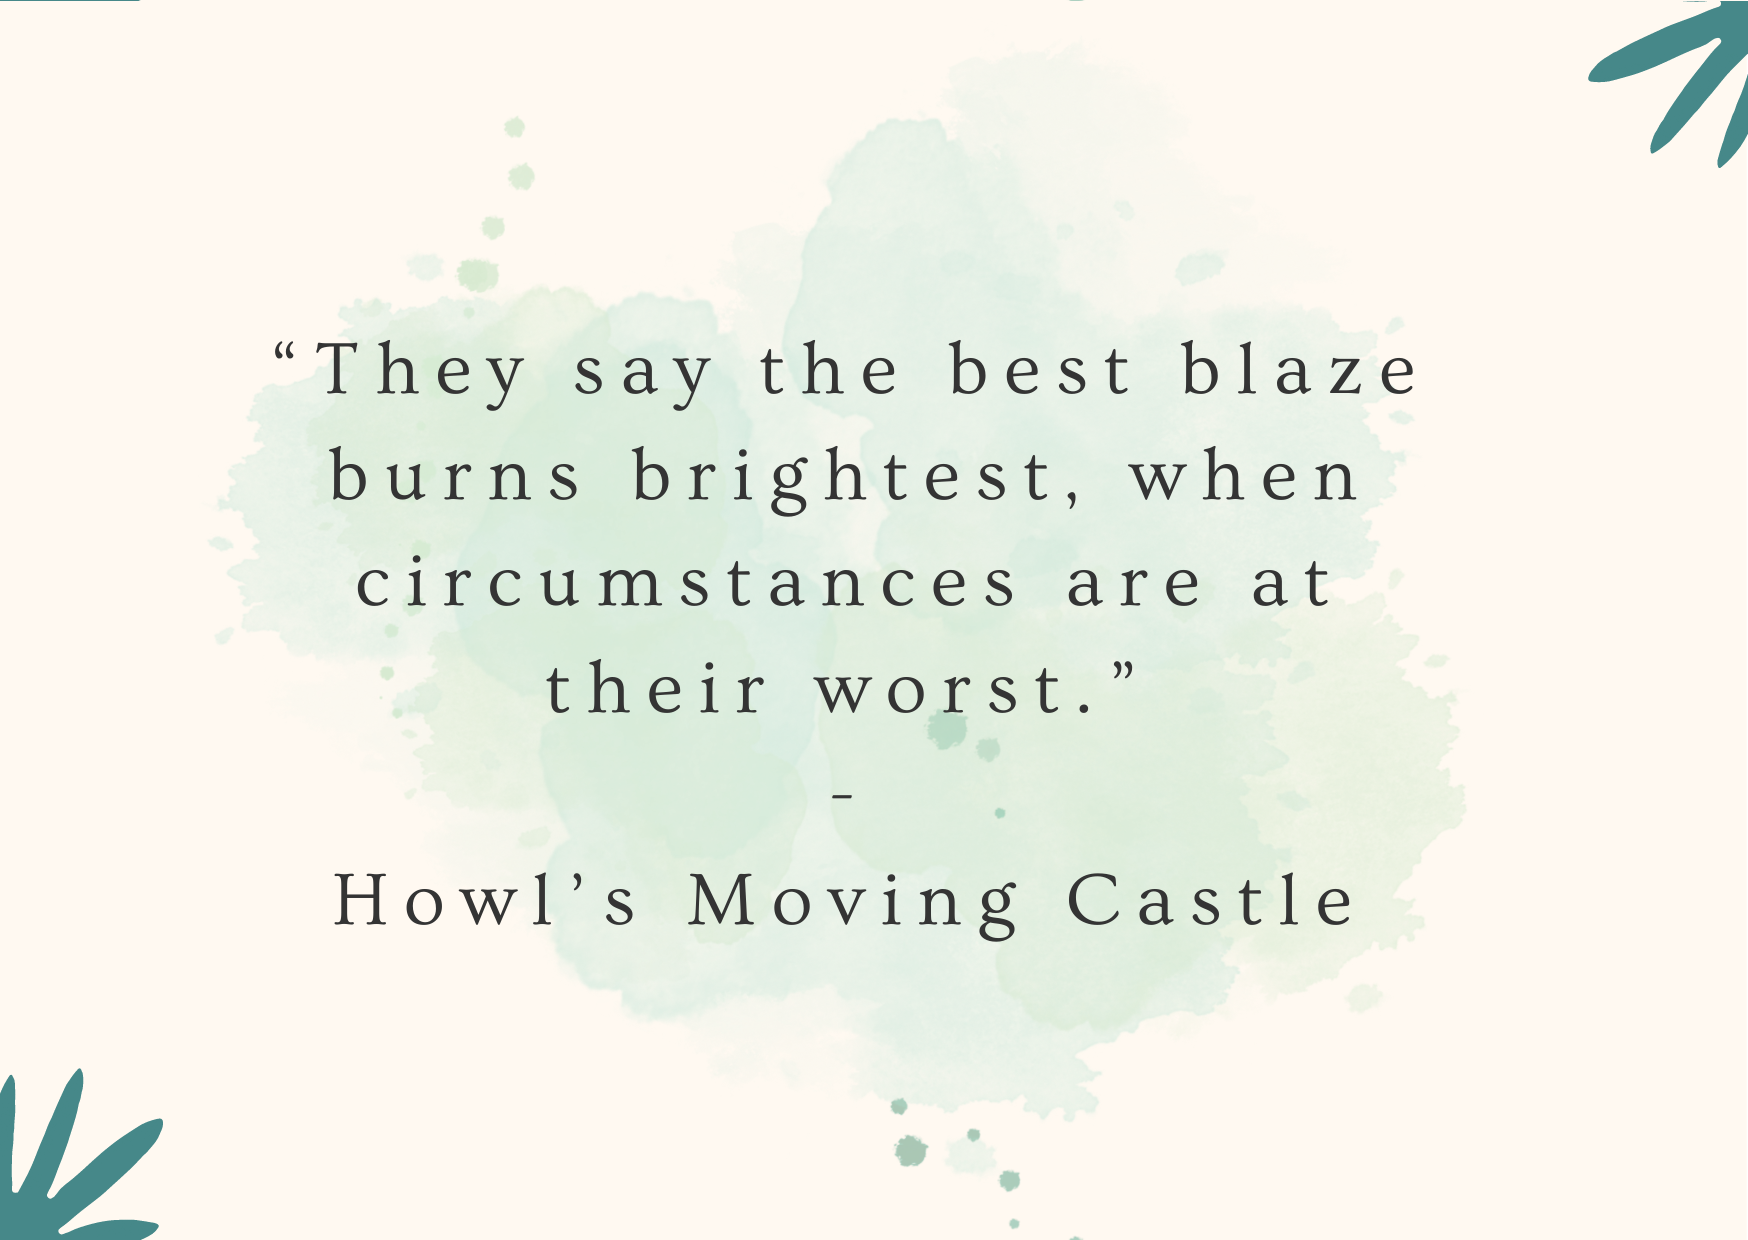 “They say the best blaze
burns brightest, when
circumstances are at
their worst.”
–
Howl’s Moving Castle